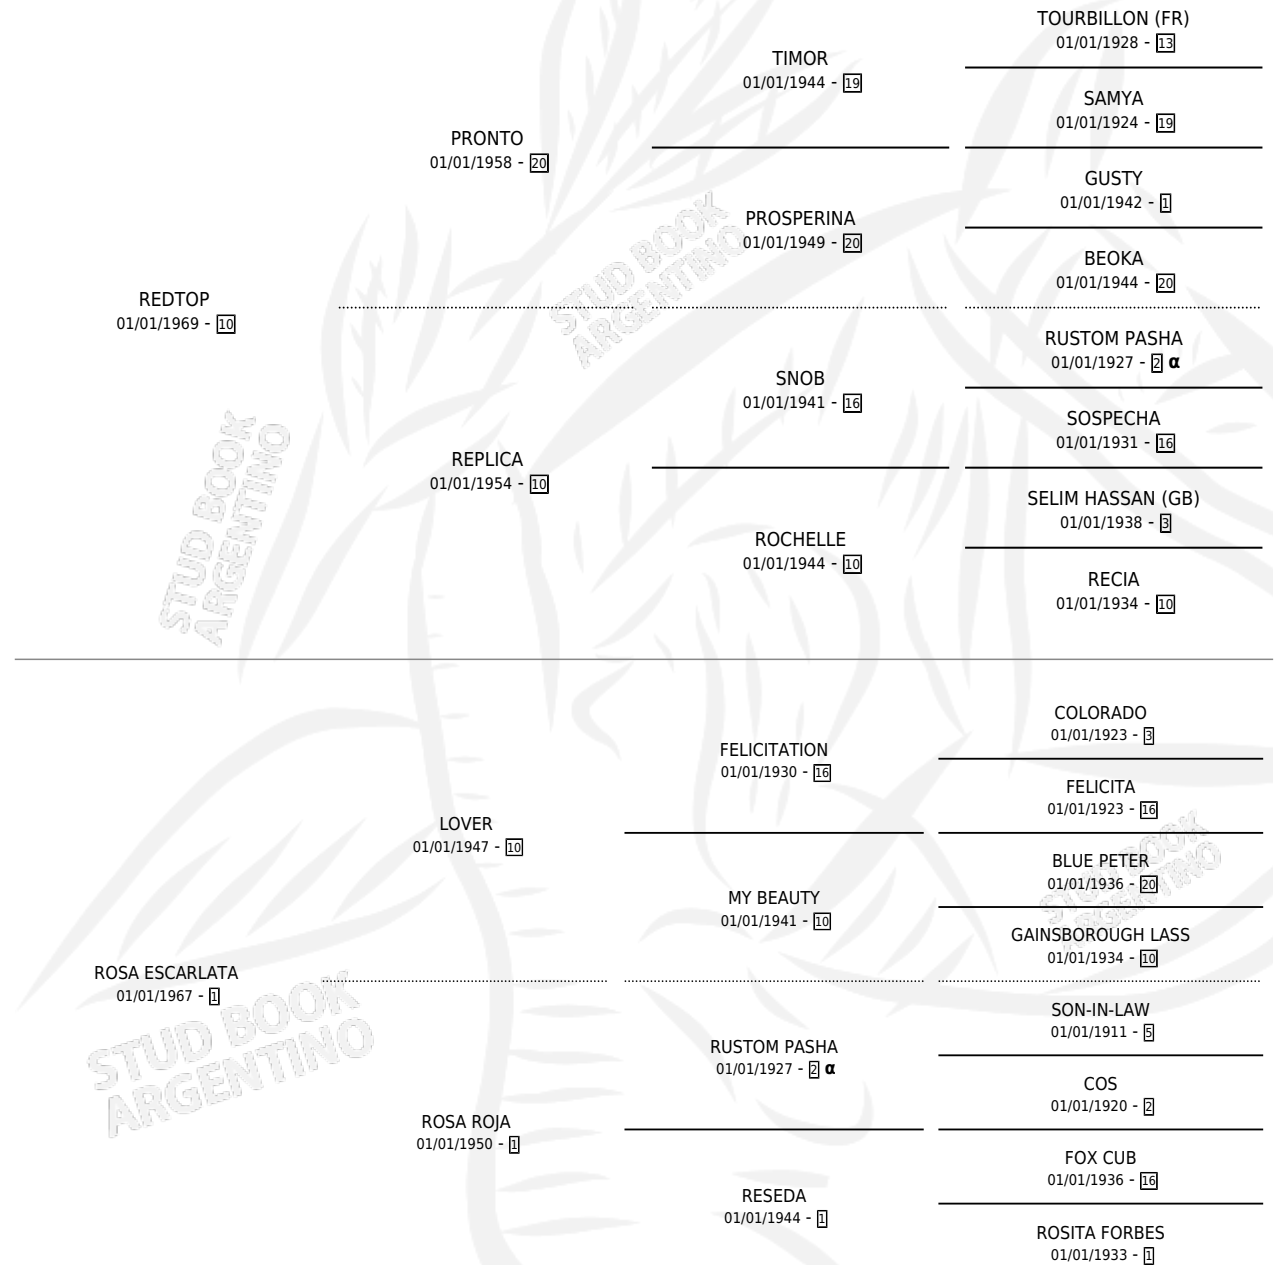 TOURBILLON (FR)
01/01/1928 - 13
TIMOR
01/01/1944 - 19
SAMYA
01/01/1924 - 19
PRONTO
01/01/1958 - 20
GUSTY
01/01/1942 - 1
PROSPERINA
01/01/1949 - 20
BEOKA
01/01/1944 - 20
REDTOP
01/01/1969 - 10
RUSTOM PASHA
01/01/1927 - 2 α
SNOB
01/01/1941 - 16
SOSPECHA
01/01/1931 - 16
REPLICA
01/01/1954 - 10
SELIM HASSAN (GB)
01/01/1938 - 3
ROCHELLE
01/01/1944 - 10
RECIA
01/01/1934 - 10
STUD BOOK
ARGENTINO
STUD BOOK
ARGENTINO
COLORADO
01/01/1923 - 3
FELICITATION
01/01/1930 - 16
FELICITA
01/01/1923 - 16
LOVER
01/01/1947 - 10
BLUE PETER
01/01/1936 - 20
MY BEAUTY
01/01/1941 - 10
GAINSBOROUGH LASS
01/01/1934 - 10
ROSA ESCARLATA
01/01/1967 - 1
SON-IN-LAW
01/01/1911 - 5
RUSTOM PASHA
01/01/1927 - 2 α
COS
01/01/1920 - 2
ROSA ROJA
01/01/1950 - 1
FOX CUB
01/01/1936 - 16
RESEDA
01/01/1944 - 1
ROSITA FORBES
01/01/1933 - 1
STUD BOOK
ARGENTINO
STUD BOOK
ARGENTINO